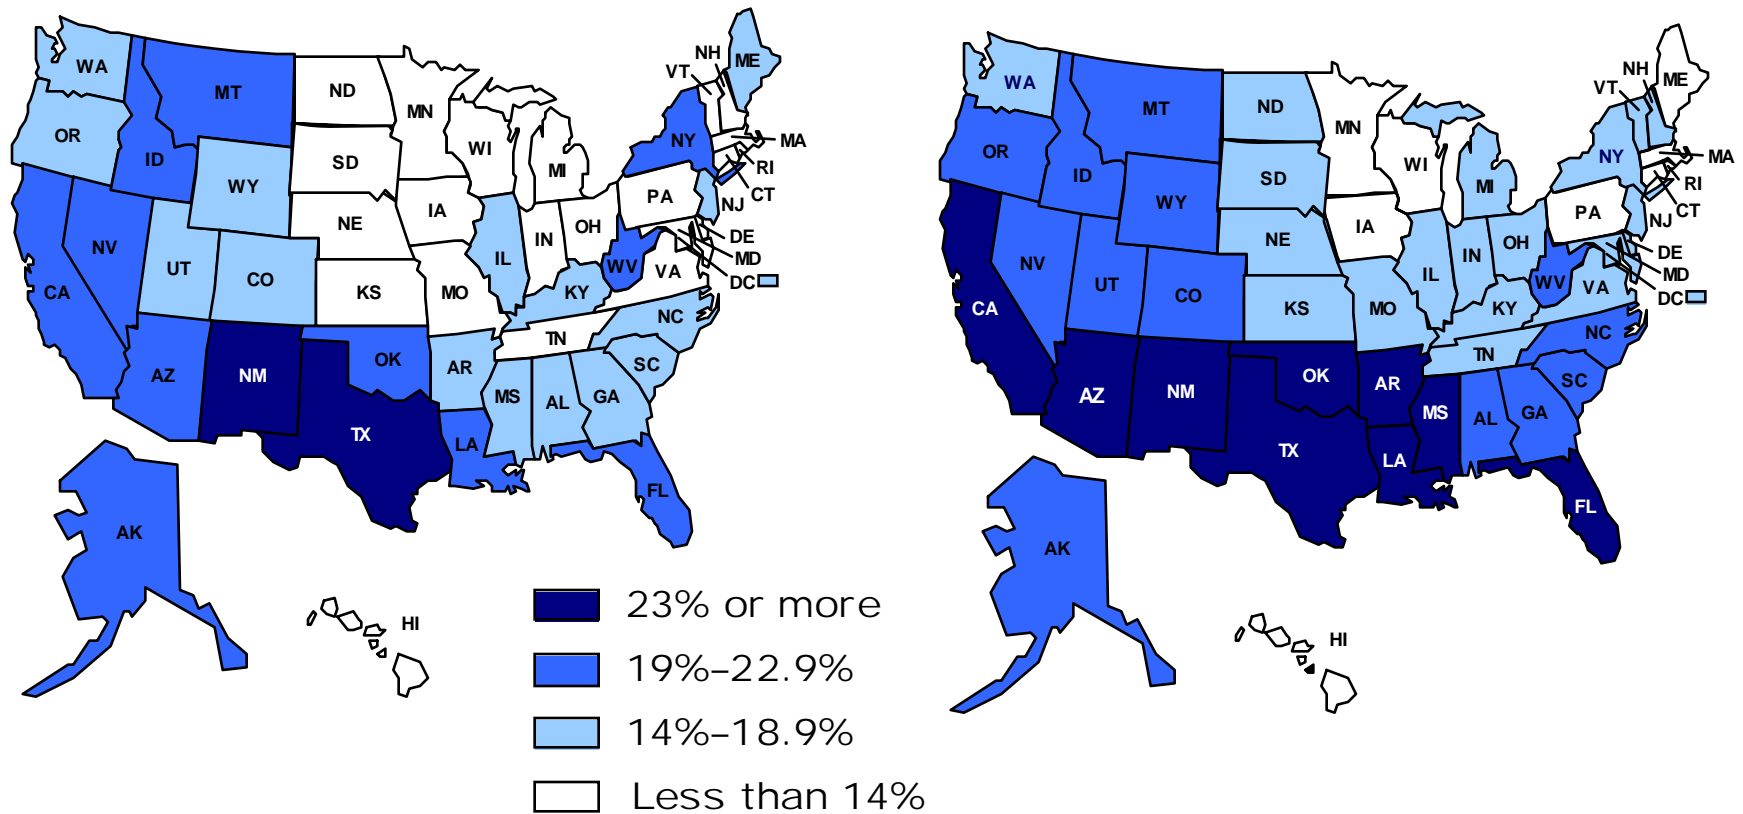 WA
OR
CA
NV
ID
MT
WY
UT
CO
AZ
NM
ND
SD
NE
KS
OK
TX
MN
IA
MO
AR
LA
WI
IL
MI
IN
OH
KY
TN
MS
AL
GA
FL
SC
NC
VA
WV
PA
NY
VT
NH
ME
MA
RI
CT
NJ
DE
MD
DC
AK
HI
WA
OR
CA
NV
ID
MT
WY
UT
CO
AZ
NM
ND
SD
NE
KS
OK
TX
MN
IA
MO
AR
LA
WI
IL
MI
IN
OH
KY
TN
MS
AL
GA
FL
SC
NC
VA
WV
PA
NY
VT
NH
ME
MA
RI
CT
NJ
DE
MD
DC
AK
HI
23% or more
19%–22.9%
14%–18.9%
Less than 14%